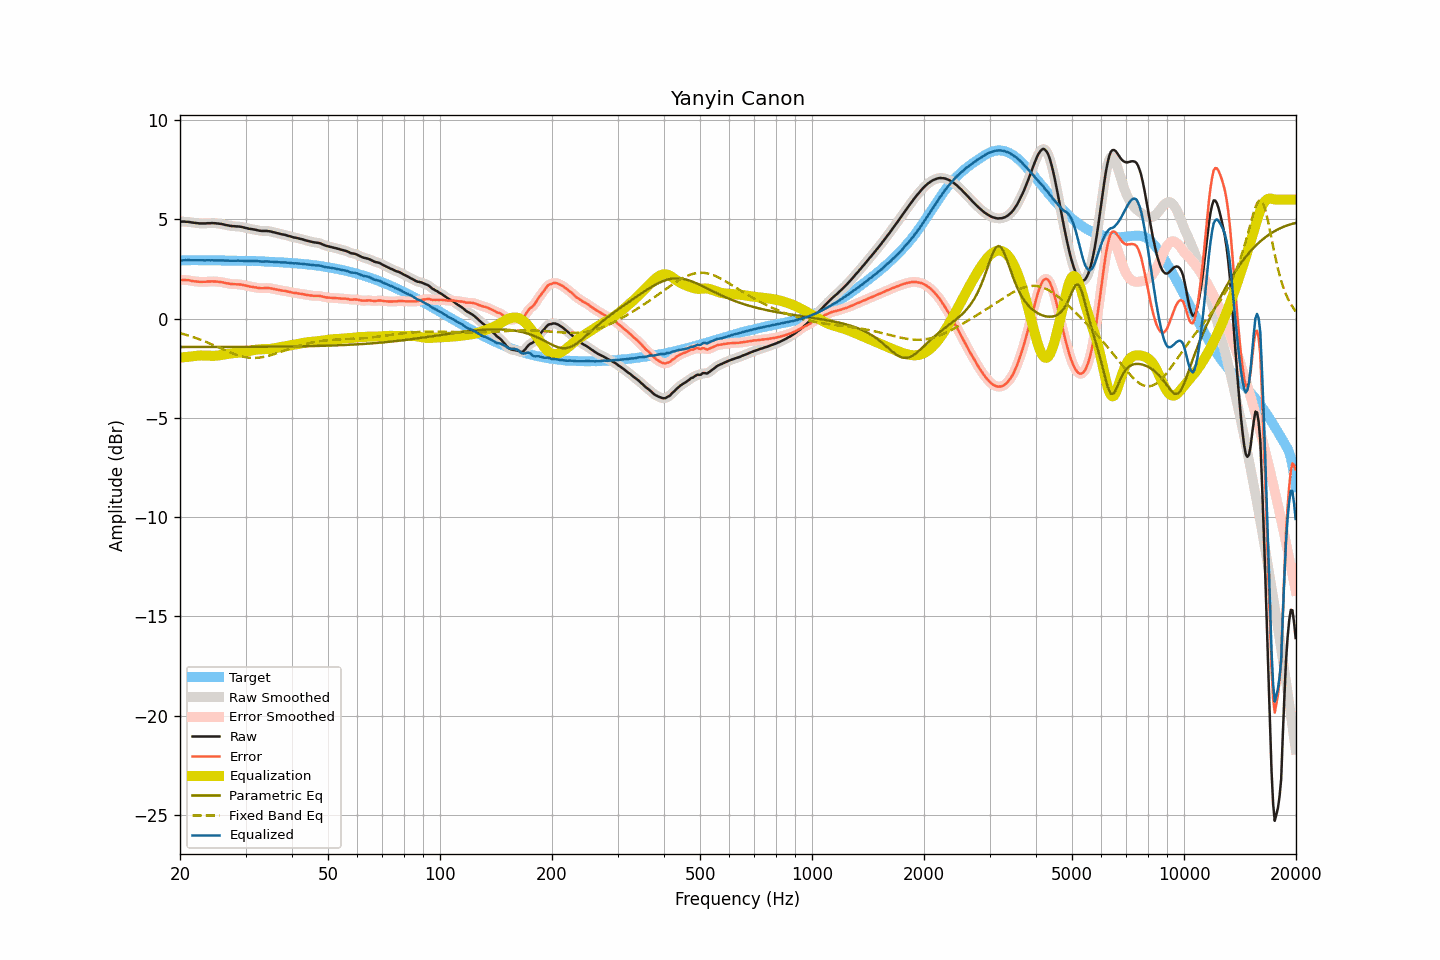 Yanyin Canon
10
5
0
−5
−10
−15
−20
−25
Amplitude (dBr)
Target
Raw Smoothed
Error Smoothed
Raw
Error
Equalization
Parametric Eq
Fixed Band Eq
Equalized
20 50 100 200 500 1000 2000 5000 10000 20000
Frequency (Hz)